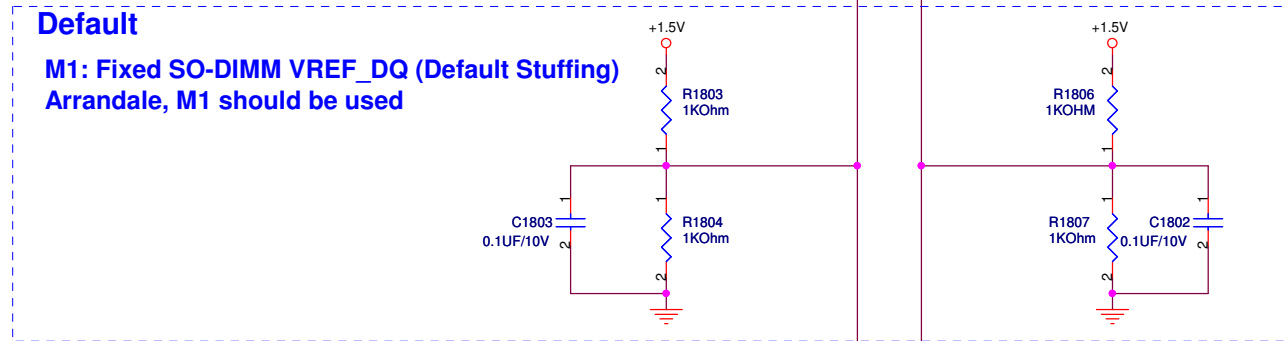 Default
M1: Fixed SO-DIMM VREF_DQ (Default Stuffing)
Arrandale, M1 should be used
+1.5V
+1.5V
2
2
R1803
1KOhm
R1806
1KOHM
1
1
1
1
1
1
C1803
0.1UF/10V
R1804
1KOhm
R1807
1KOhm
C1802
0.1UF/10V
2
2
2
2